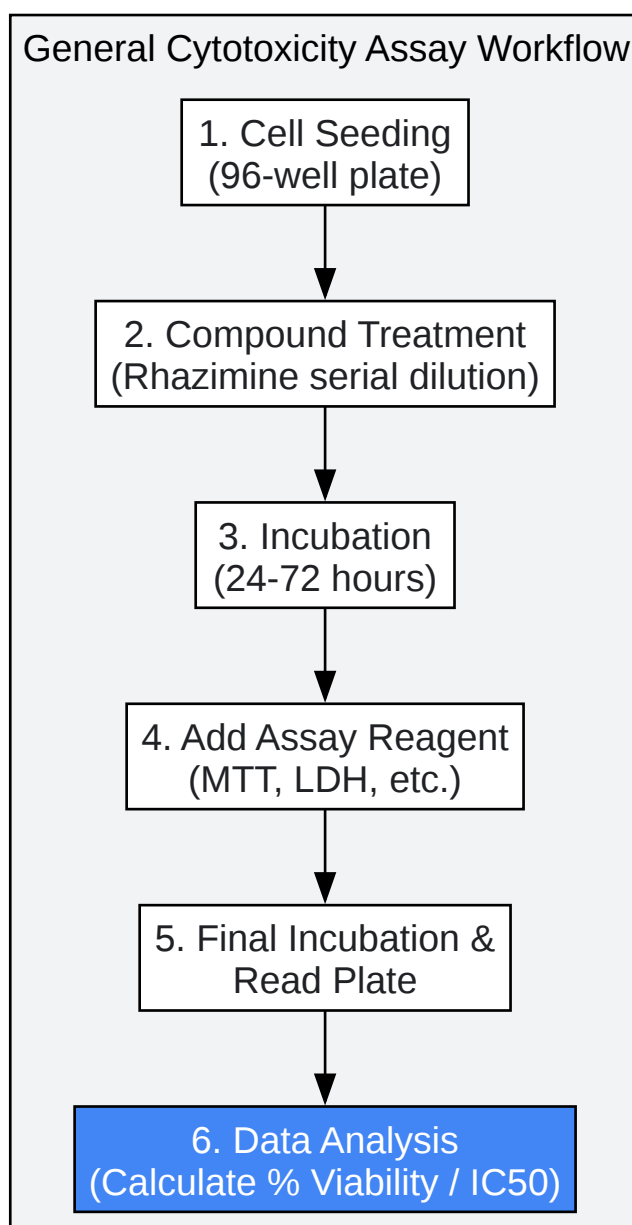 General Cytotoxicity Assay Workflow
1. Cell Seeding
(96-well plate)
2. Compound Treatment
(Rhazimine serial dilution)
3. Incubation
(24-72 hours)
4. Add Assay Reagent
(MTT, LDH, etc.)
5. Final Incubation &
Read Plate
6. Data Analysis
(Calculate % Viability / IC50)